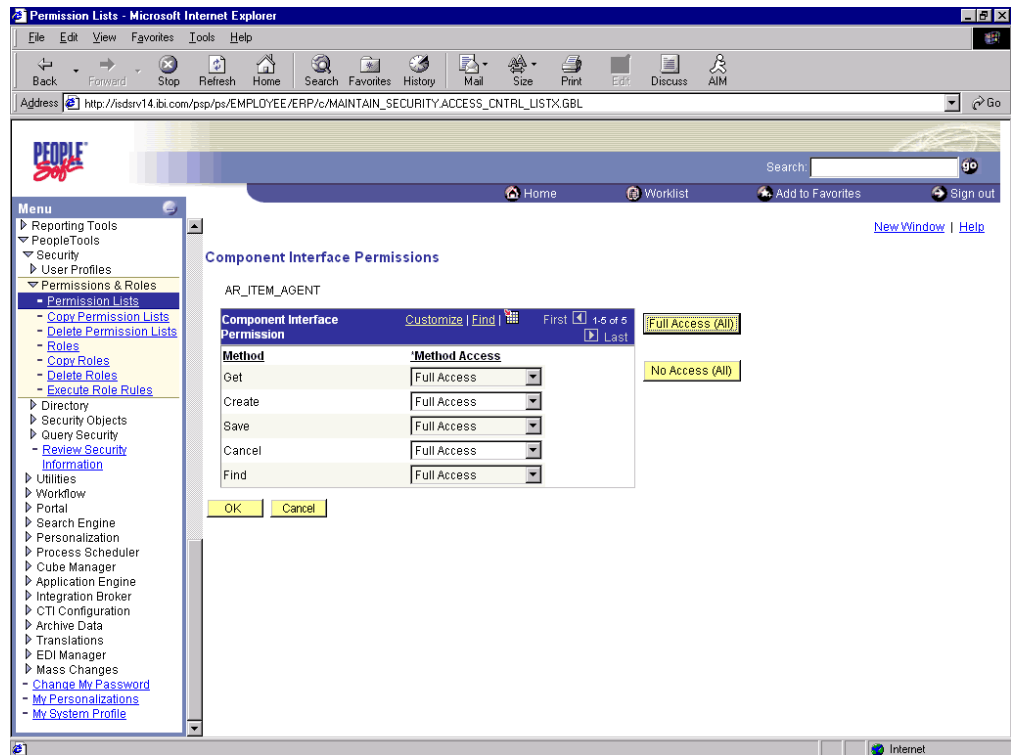 Permission Lists - Microsoft Internet Explorer
File Edit View Favorites Tools Help
Back Forward Stop Refresh Home Search Favorites History Mail Size Print Edit Discuss AIM
Address http://isdsrv14.ibi.com/psp/ps/EMPLOYEE/ERP/c/MAINTAIN_SECURITY.ACCESS_CNTRL_LISTX.GBL Go
PEOPLE
Soft
Search: go
Home Worklist Add to Favorites Sign out
Menu
Reporting Tools
PeopleTools
Security
User Profiles
Permissions & Roles
- Permission Lists
- Copy Permission Lists
- Delete Permission Lists
- Roles
- Copy Roles
- Delete Roles
- Execute Role Rules
Directory
Security Objects
Query Security
- Review Security
Information
Utilities
Workflow
Portal
Search Engine
Personalization
Process Scheduler
Cube Manager
Application Engine
Integration Broker
CTI Configuration
Archive Data
Translations
EDI Manager
Mass Changes
- Change My Password
- My Personalizations
- My System Profile
New Window | Help
Component Interface Permissions
AR_ITEM_AGENT
Component Interface Permission Customize | Find | First 1-5 of 5 Last
Full Access (All)
No Access (All)
Method *Method Access
Get Full Access
Create Full Access
Save Full Access
Cancel Full Access
Find Full Access
OK Cancel
Internet